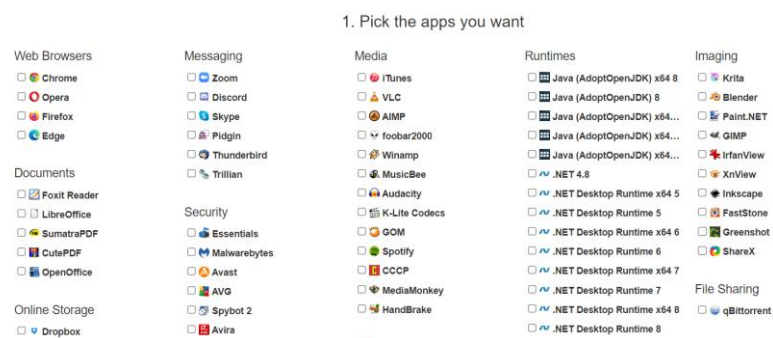 1. Pick the apps you want
Web Browsers
Chrome
Opera
Firefox
Edge
Documents
Foxit Reader
LibreOffice
SumatraPDF
CutePDF
OpenOffice
Online Storage
Dropbox
Messaging
Zoom
Discord
Skype
Pidgin
Thunderbird
Trillian
Security
Essentials
Malwarebytes
Avast
AVG
Spybot 2
Avira
Media
iTunes
VLC
AIMP
foobar2000
Winamp
MusicBee
Audacity
K-Lite Codecs
GOM
Spotify
CCCP
MediaMonkey
HandBrake
Runtimes
Java (AdoptOpenJDK) x64 8
Java (AdoptOpenJDK) 8
Java (AdoptOpenJDK) x64...
Java (AdoptOpenJDK) x64...
Java (AdoptOpenJDK) x64...
.NET 4.8
.NET Desktop Runtime x64 5
.NET Desktop Runtime 5
.NET Desktop Runtime x64 6
.NET Desktop Runtime 6
.NET Desktop Runtime x64 7
.NET Desktop Runtime 7
.NET Desktop Runtime x64 8
.NET Desktop Runtime 8
Imaging
Krita
Blender
Paint.NET
GIMP
IrfanView
XnView
Inkscape
FastStone
Greenshot
ShareX
File Sharing
qBittorrent